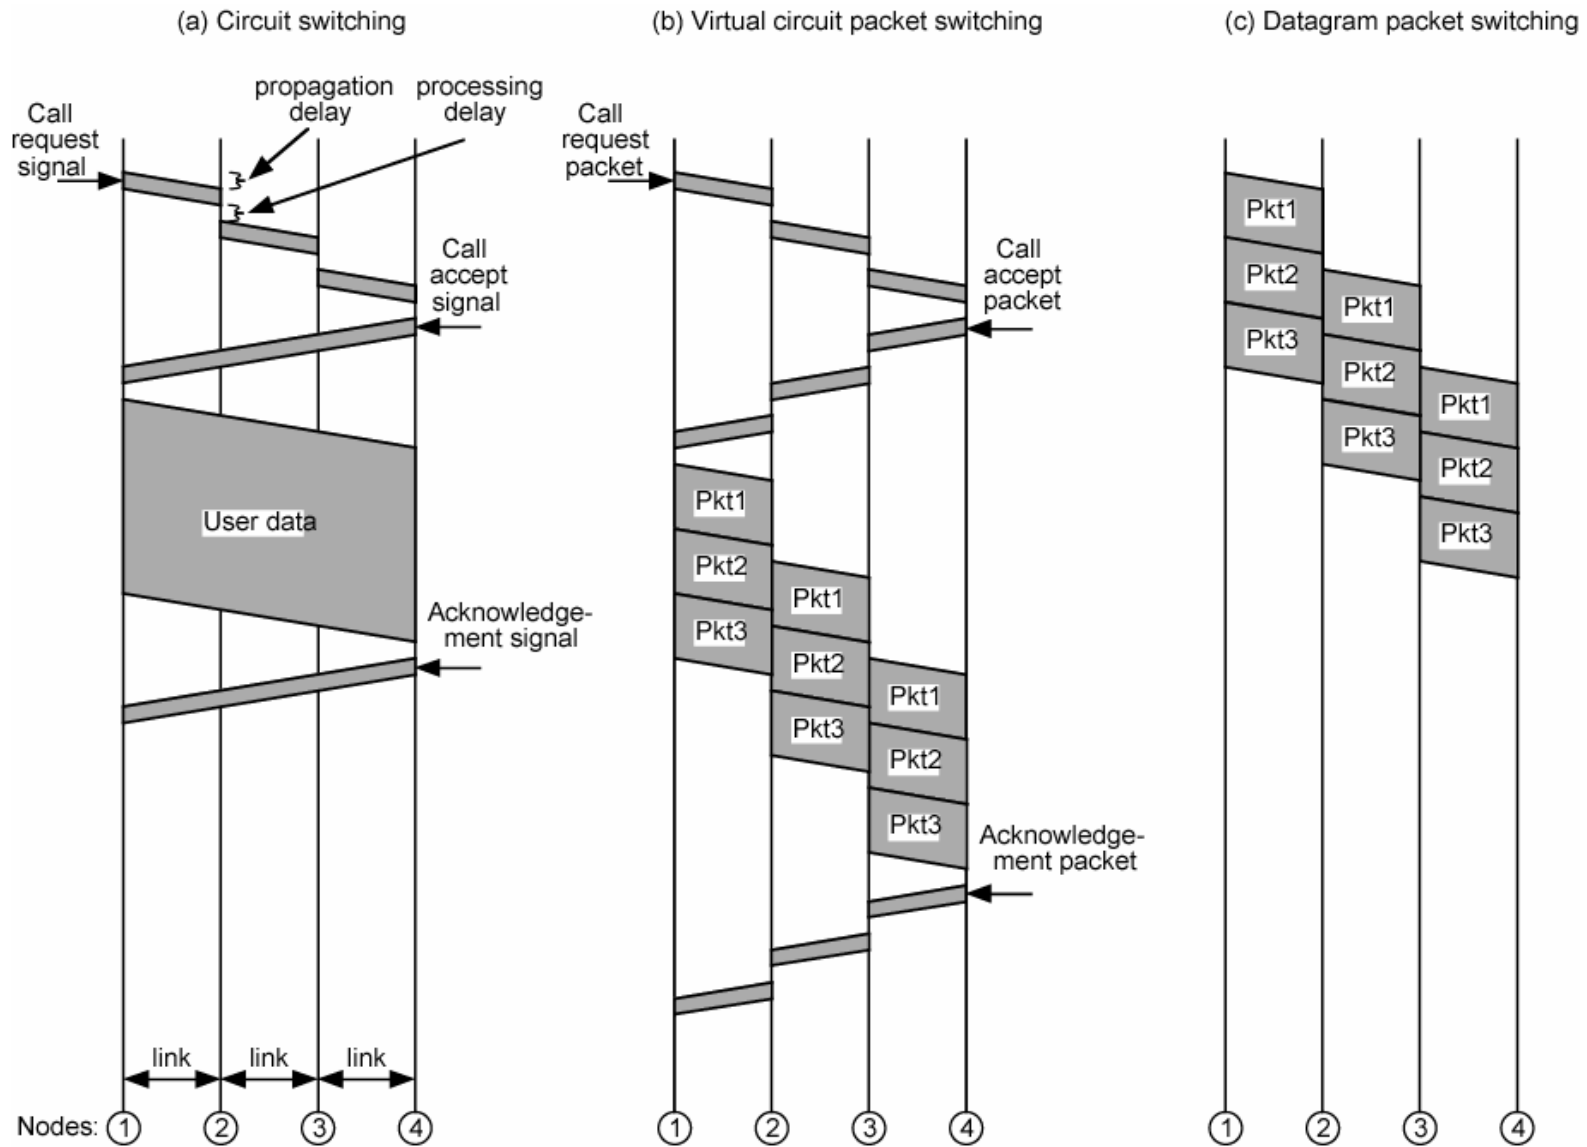 (a) Circuit switching
(b) Virtual circuit packet switching
(c) Datagram packet switching
propagation
delay
processing
delay
Call
request
signal
Call
accept
signal
User data
Acknowledge-
ment signal
link
link
link
Call
request
packet
Call
accept
packet
Pkt1
Pkt2
Pkt3
Pkt1
Pkt2
Pkt3
Pkt1
Pkt2
Pkt3
Acknowledge-
ment packet
Pkt1
Pkt2
Pkt3
Pkt1
Pkt2
Pkt3
Pkt1
Pkt2
Pkt3
Nodes: 1 2 3 4
1 2 3 4
1 2 3 4